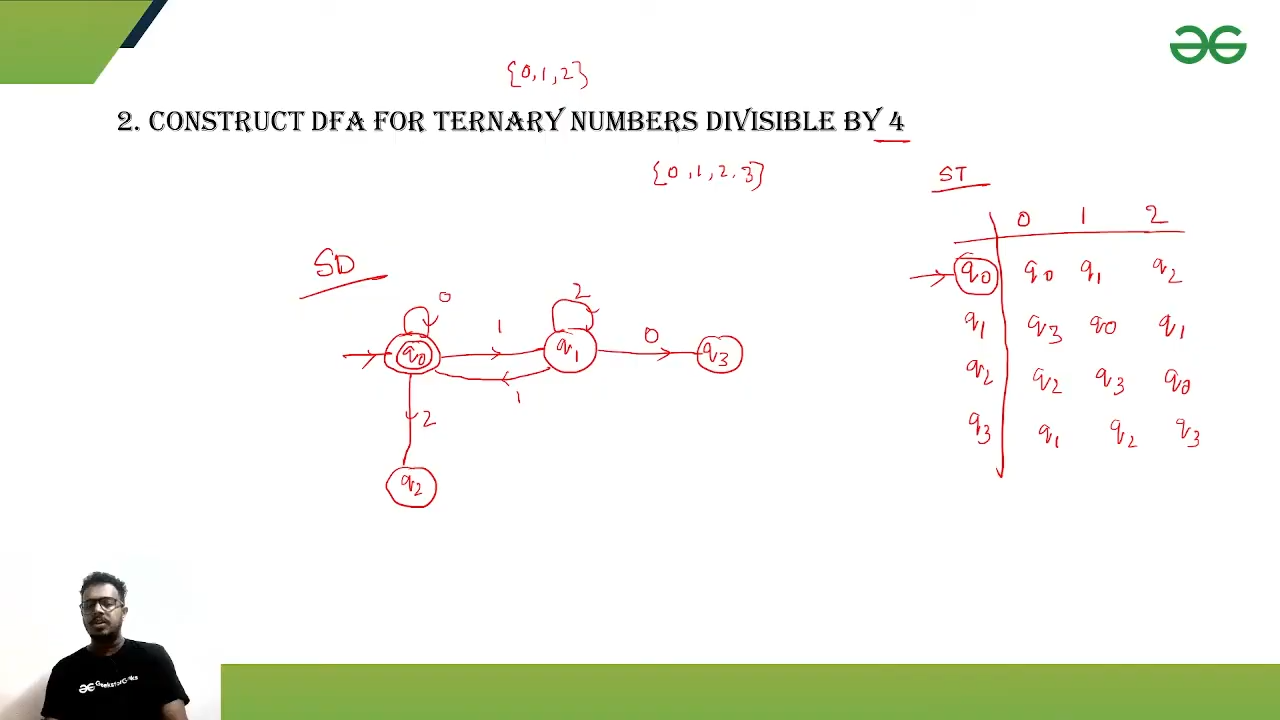 {0,1,2}
2. CONSTRUCT DFA FOR TERNARY NUMBERS DIVISIBLE BY 4
{0,1,2,3}
ST
0 1 2
q0 q0 q1 q2
q1 q3 q0 q1
q2 q2 q3 q0
q3 q1 q2 q3
SD
0
2
1
0
q0
q1
q3
1
2
q2
GeeksforGeeks